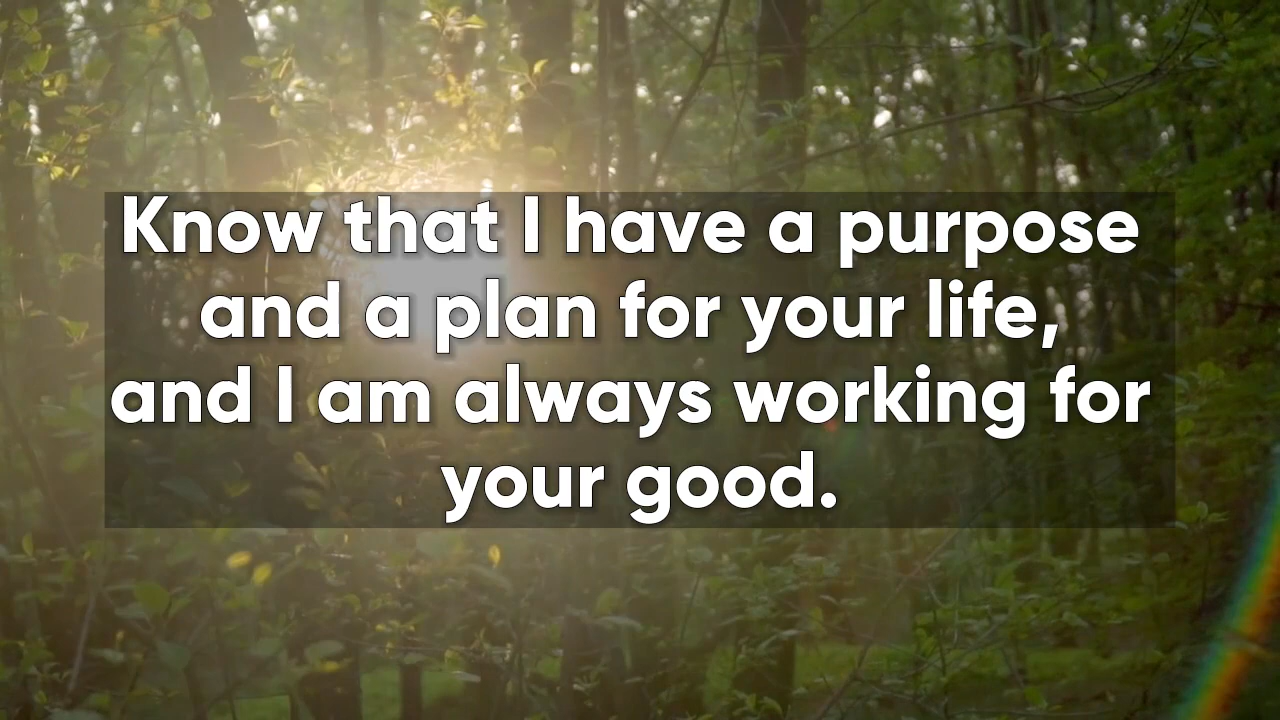 Know that I have a purpose
and a plan for your life,
and I am always working for
your good.